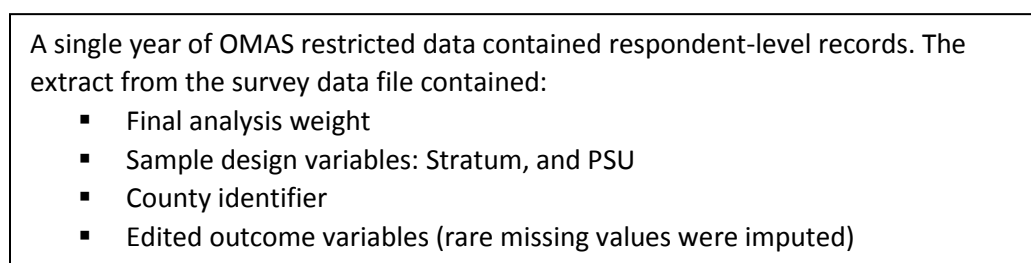 A single year of OMAS restricted data contained respondent-level records. The
extract from the survey data file contained:
▪ Final analysis weight
▪ Sample design variables: Stratum, and PSU
▪ County identifier
▪ Edited outcome variables (rare missing values were imputed)